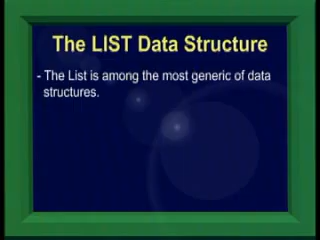 The LIST Data Structure
- The List is among the most generic of data
structures.